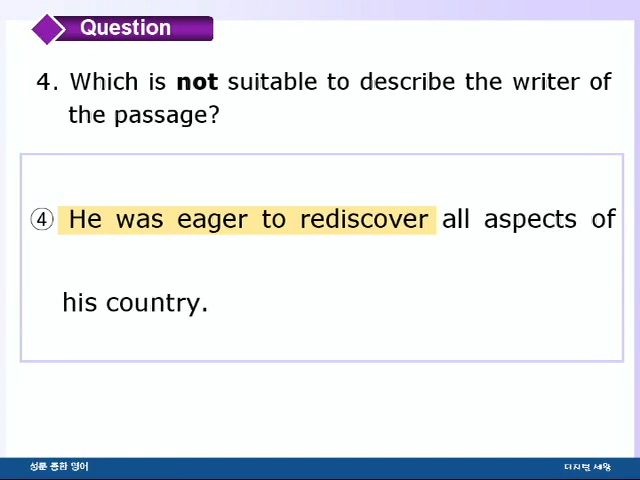 Question
4. Which is not suitable to describe the writer of
the passage?
④ He was eager to rediscover all aspects of
his country.
성문 종합 영어
디지털 세왕